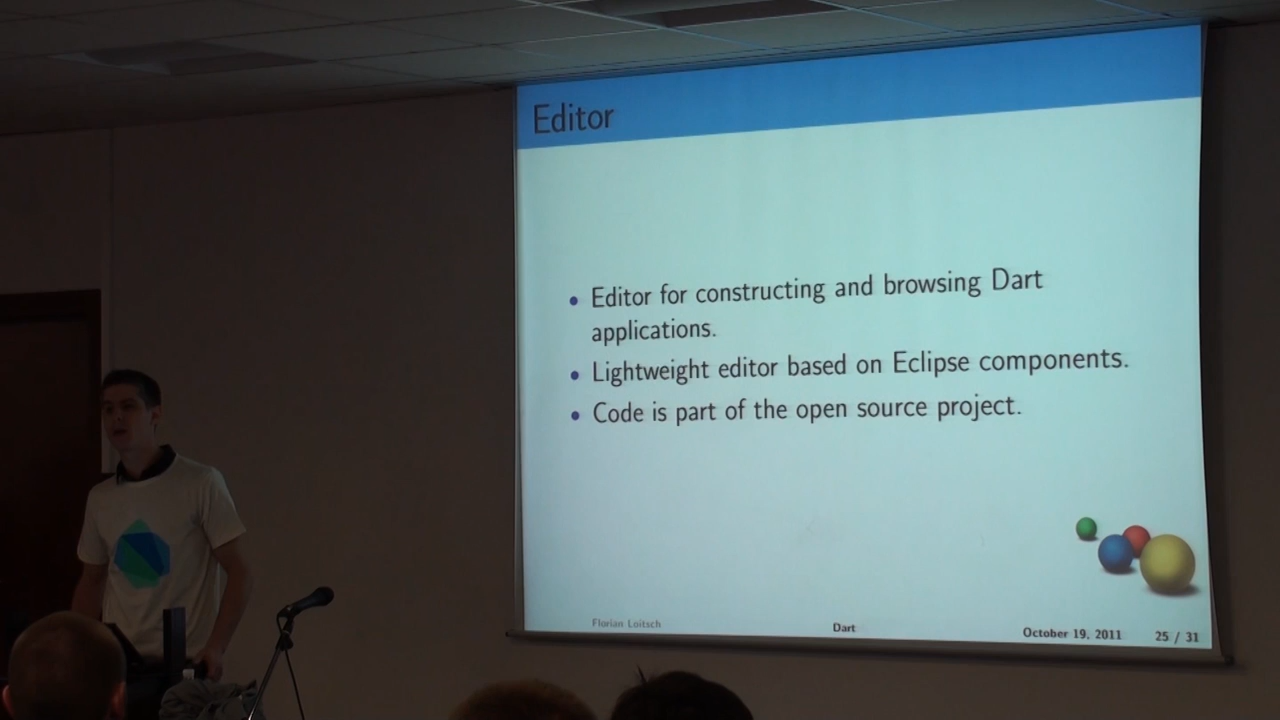 Editor
• Editor for constructing and browsing Dart
applications.
• Lightweight editor based on Eclipse components.
• Code is part of the open source project.
Florian Loitsch Dart October 19, 2011 25 / 31